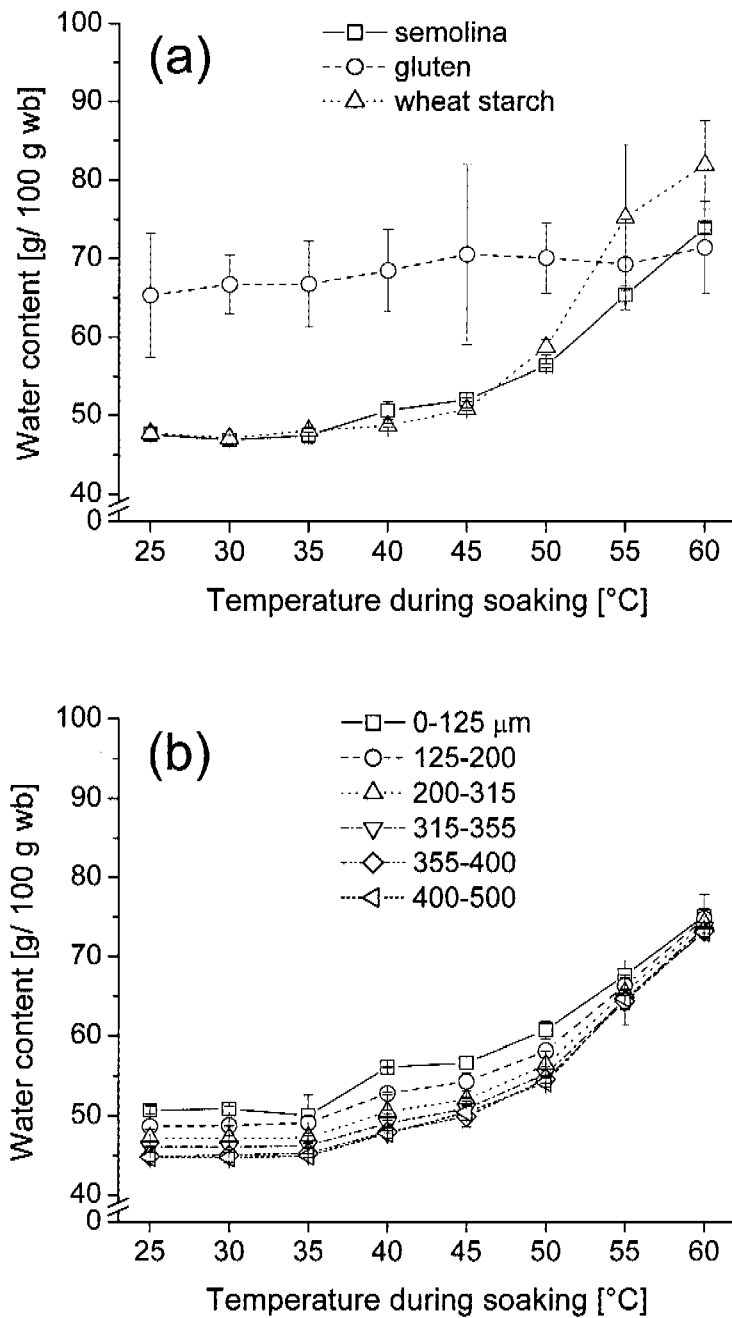 (a)
semolina
gluten
wheat starch
Water content [g/ 100 g wb]
100
90
80
70
60
50
40
0
25 30 35 40 45 50 55 60
Temperature during soaking [°C]
(b)
0-125 μm
125-200
200-315
315-355
355-400
400-500
Water content [g/ 100 g wb]
100
90
80
70
60
50
40
0
25 30 35 40 45 50 55 60
Temperature during soaking [°C]